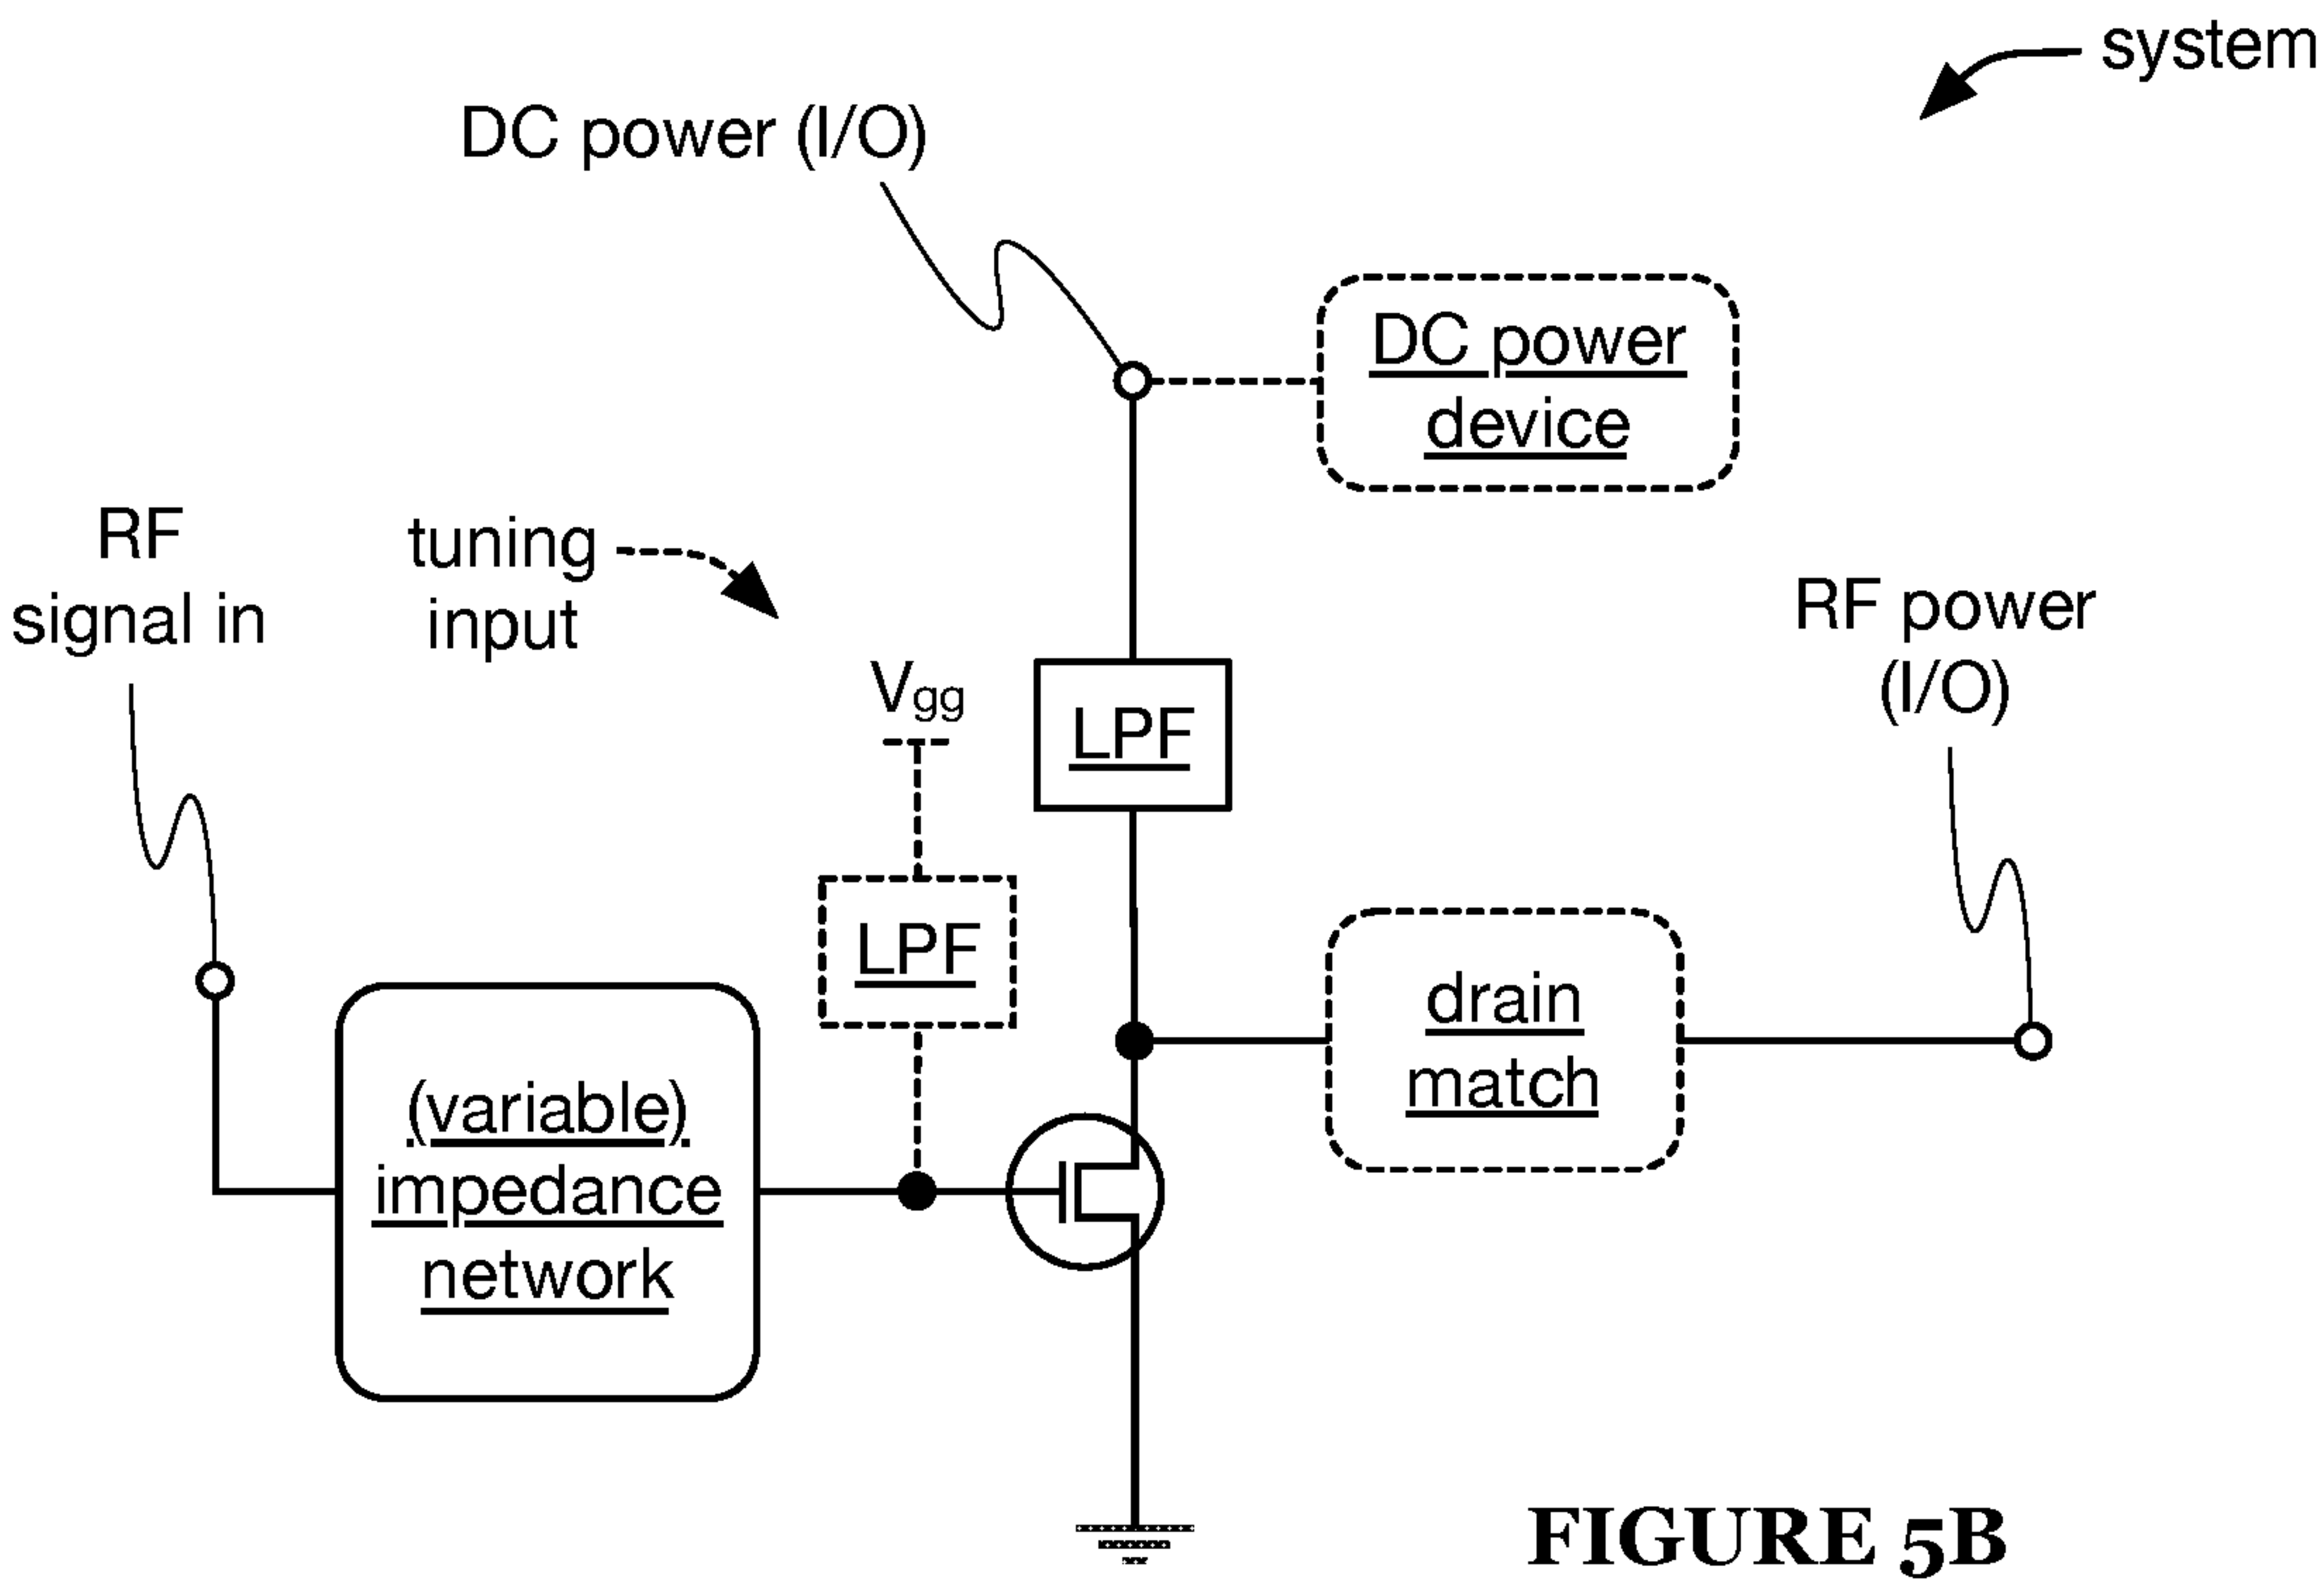 system
DC power (I/O)
DC power
device
RF
signal in
tuning
input
RF power
(I/O)
Vgg
LPF
LPF
drain
match
(variable)
impedance
network
FIGURE 5B